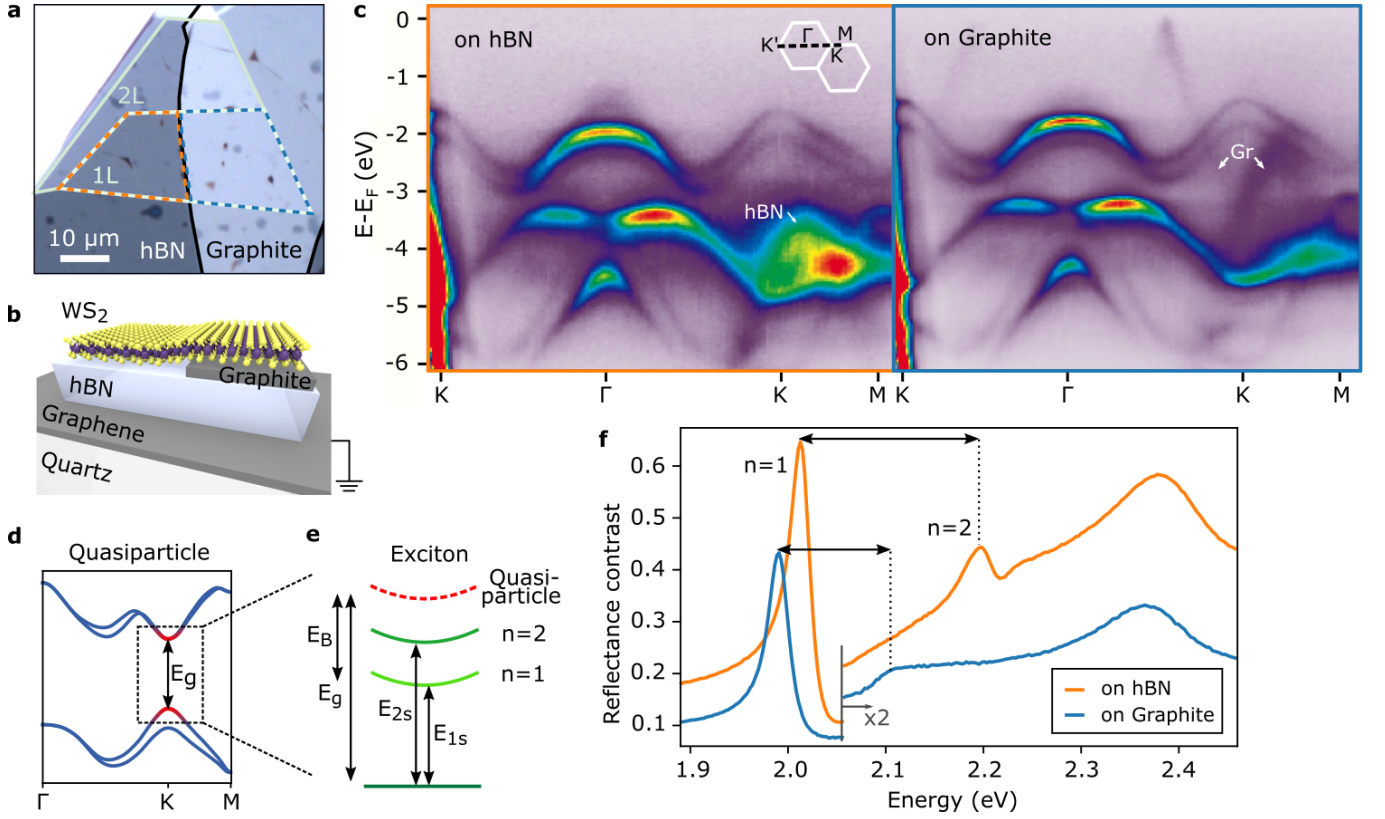 a
2L
1L
10 µm
hBN
Graphite
b
WS2
hBN
Graphite
Graphene
Quartz
c
on hBN
K'
Γ
M
K
on Graphite
hBN
Gr
E-EF (eV)
0
-1
-2
-3
-4
-5
-6
K
Γ
K
M
K
Γ
K
M
d
Quasiparticle
Eg
Γ
K
M
e
Exciton
Quasi-
particle
n=2
n=1
EB
Eg
E2s
E1s
f
n=1
n=2
x2
on hBN
on Graphite
Reflectance contrast
0.6
0.5
0.4
0.3
0.2
0.1
1.9
2.0
2.1
2.2
2.3
2.4
Energy (eV)